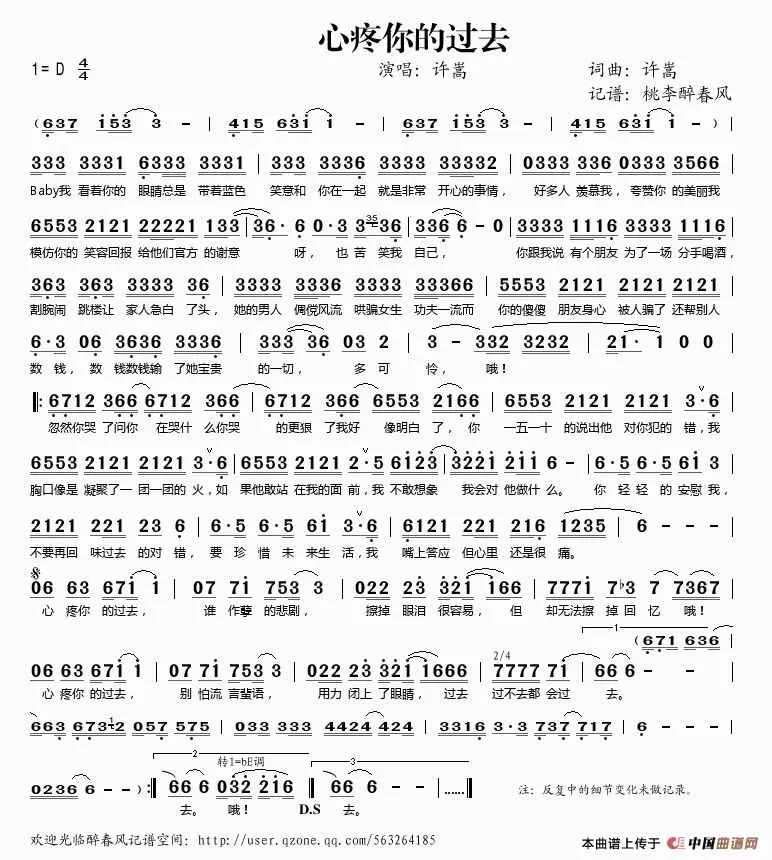 心疼你的过去
1= D 4/4 演唱：许嵩 词曲：许嵩
记谱：桃李醉春风
( 637 153 3 - | 415 631 1 - | 637 153 3 - | 415 631 1 - ) |
333 3331 6333 3331 | 333 3336 3333 33332 | 0333 336 3333 3566
Baby我 看着你的 眼睛总是 带着蓝色 笑意和 你在一起 就是非常 开心的事情， 好多人 羡慕我，夸赞你 的美丽我
6553 2121 22221 133 | 36· 6 0·3 35 3·36 | 336 6 - 0 | 3333 1116 3333 1116
模仿你的 笑容回报 给他们官方 的谢意 呀， 也 苦 笑我 自己， 你跟我说 有个朋友 为了一场 分手喝酒，
363 363 3336 336 | 3333 3333 3333 33366 | 5553 2121 2121 2121
割腕闹 跳楼让 家人急白 了头， 她的男人 倜傥风流 哄骗女生 功夫一流而 你的傻傻 朋友身心 被人骗了 还帮别人
6·3 06 3636 3336 | 333 336 03 2 | 3 - 332 3232 | 21· 1 0 0 |
数 钱， 数 钱数钱输 了她宝贵 的一切， 多 可 怜， 哦！
6712 366 6712 366 | 6712 366 6553 2166 | 6553 2121 2121 3·6
忽然你哭 了问你 在哭什 么你哭 的更狠 了我好 像明白 了，你 一五一十 的说出他 对你犯的 错，我
6553 2121 2121 3·6 | 6553 2121 2121 2·5 | 6123 3221 211 6 - | 6·5 6·5 61 3
胸口像是 凝聚了一 团一团的 火，如 果他敢站 在我的面 前，我 不敢想象 我会对 他做什 么。 你 轻 轻的 安慰 我，
2121 221 23 6 | 6·5 6·5 61 3·6 | 6121 221 216 1235 | 6 - - -
不要再回 味过去 的对 错， 要 珍 惜 未 来生 活，我 嘴上答应 但心里 还是很 痛。
06 63 671 1 | 07 71 753 3 | 022 23 321 166 | 7771 7b3 7 7367
心 疼你 的过去， 谁 作孽 的悲剧， 擦掉 眼泪 很容易， 但 却无法擦 掉回 忆 哦！
1
( 671 636
06 63 671 1 | 07 71 753 3 | 022 23 321 1666 | 2/4 7777 71 | 66 6 - -
心 疼你 的过去， 别 怕流 言蜚语， 用力 闭上 了眼睛， 过去 过不去都 会过 去。
663 67312 057 575 | 033 333 4424 424 | 3316 3·3 737 717 | 6 - - -
2 转1=bE调 3
0236 6 - - ) :|| 66 6 032 216 :|| 66 6 - - |......||
去。 哦！ D.S 去。
注：反复中的细节变化未做记录。
欢迎光临醉春风记谱空间：http://user.qzone.qq.com/563264185
本曲谱上传于 中国曲谱网